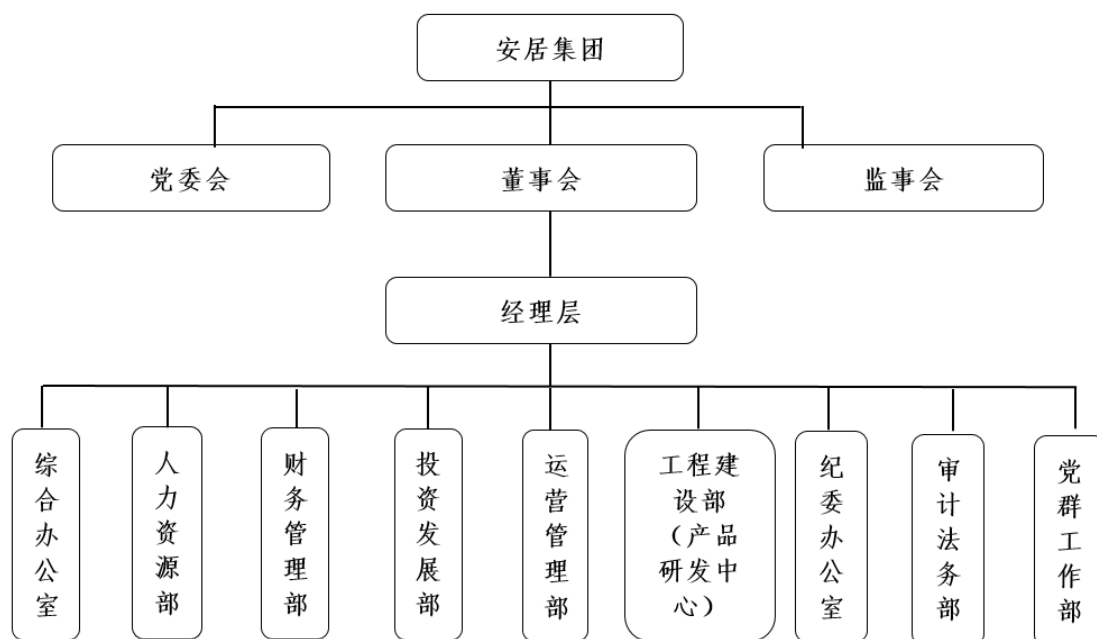 安居集团
党委会
董事会
监事会
经理层
综合办公室
人力资源部
财务管理部
投资发展部
运营管理部
工程建
设部
（产品
研发中
心）
纪委办公室
审计法务部
党群工作部